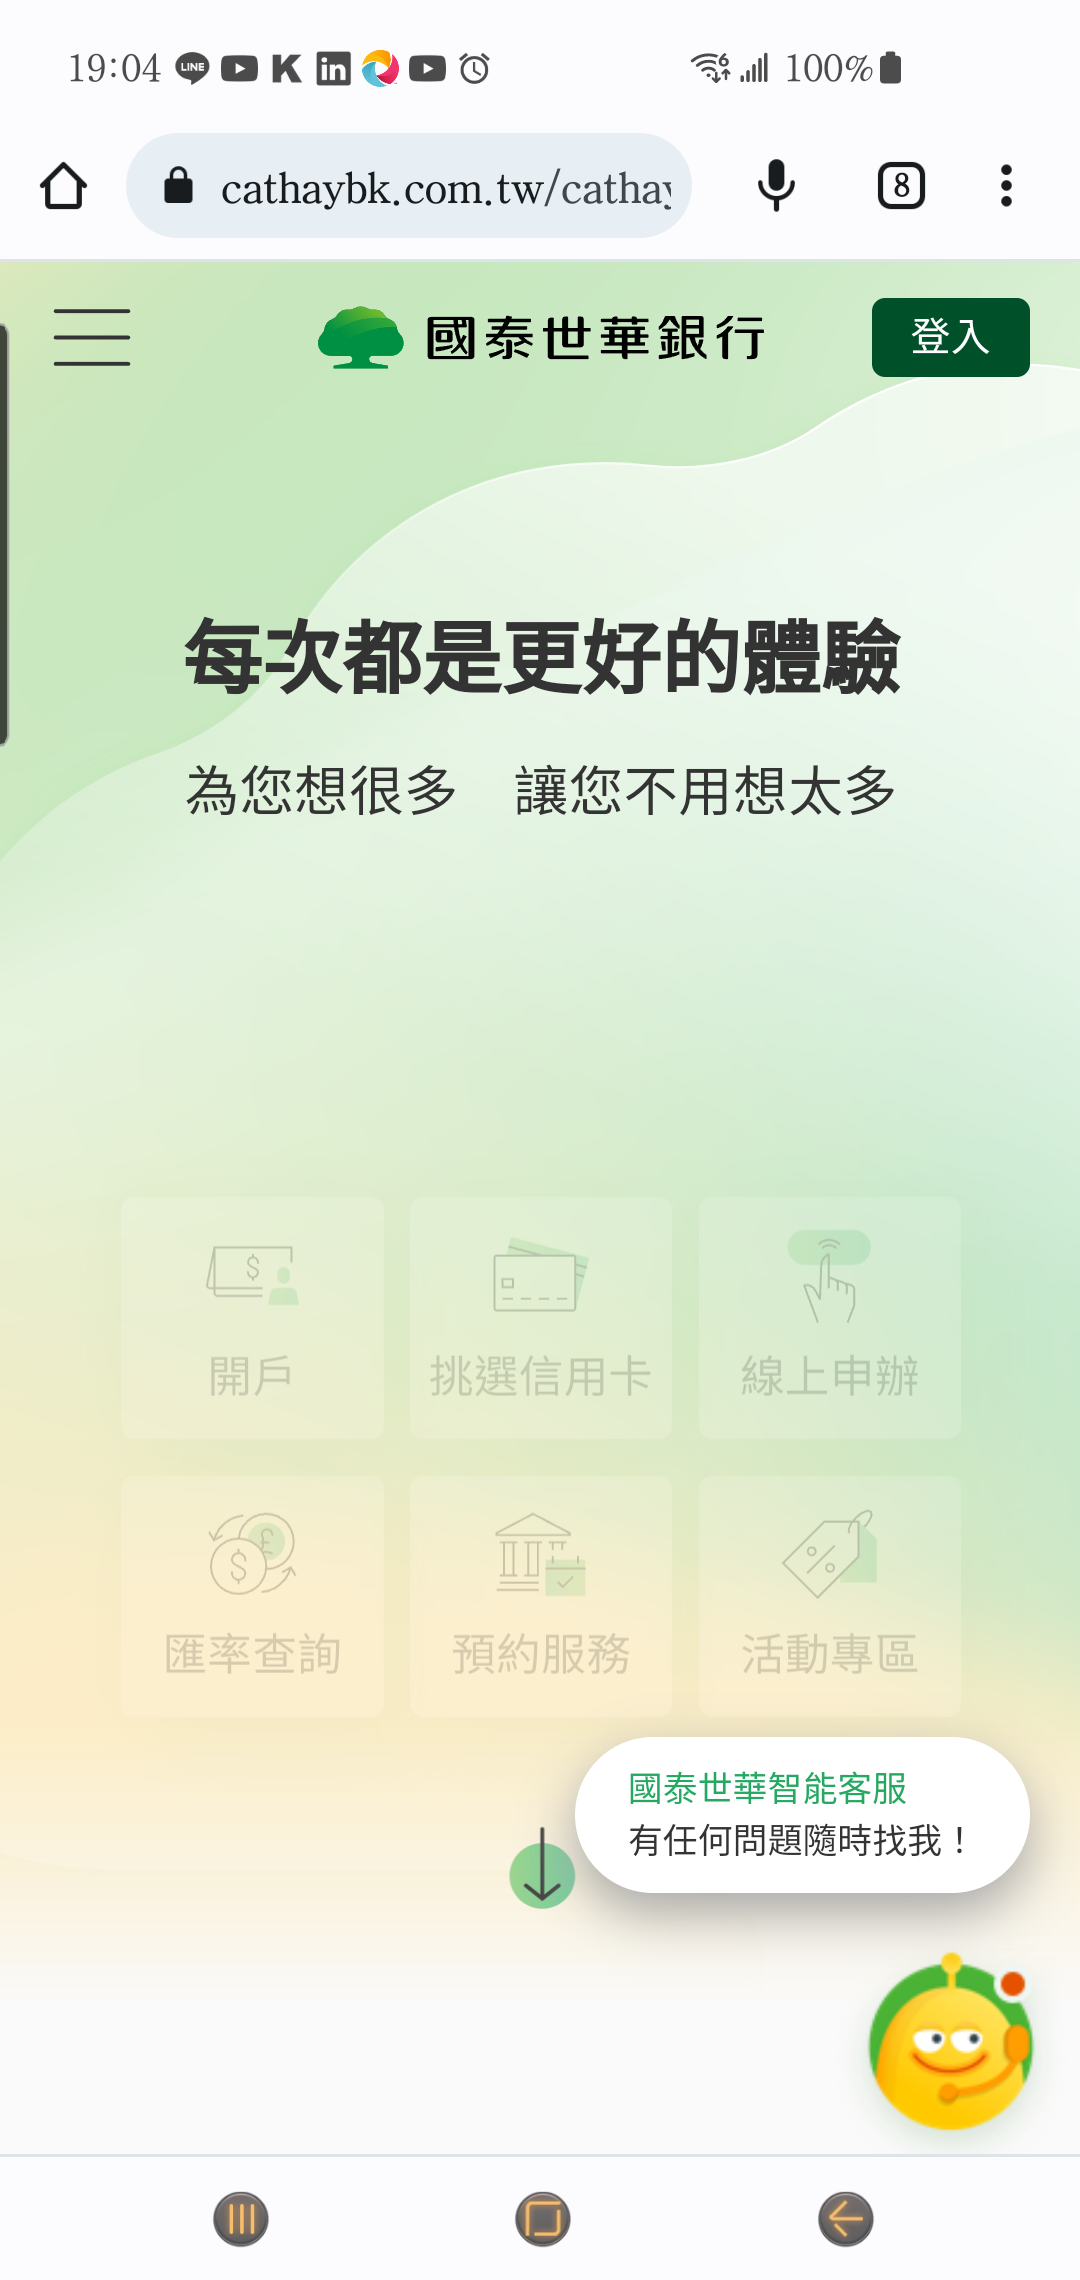 19:04 LINE K in 6 100%
cathaybk.com.tw/cathay
8
國泰世華銀行
登入
每次都是更好的體驗
為您想很多　讓您不用想太多
開戶
挑選信用卡
線上申辦
匯率查詢
預約服務
活動專區
國泰世華智能客服
有任何問題隨時找我！